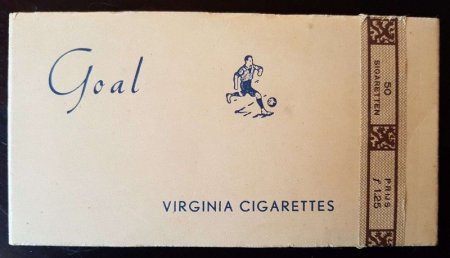 Goal
VIRGINIA CIGARETTES
50
SIGARETTEN
PRIJS
ƒ 1.25